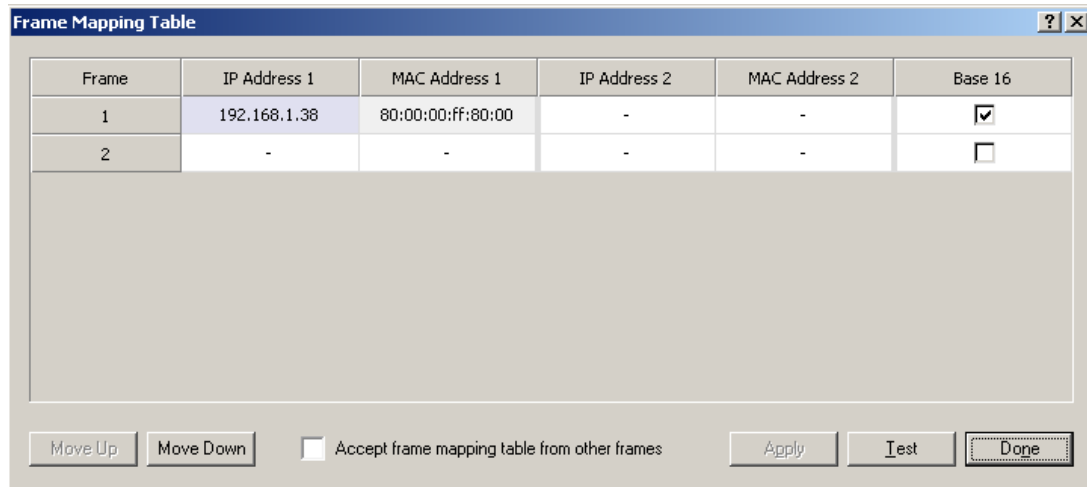 Frame Mapping Table
Frame IP Address 1 MAC Address 1 IP Address 2 MAC Address 2 Base 16
1 192.168.1.38 80:00:00:ff:80:00 - -
2 - - - -
Move Up Move Down Accept frame mapping table from other frames Apply Test Done